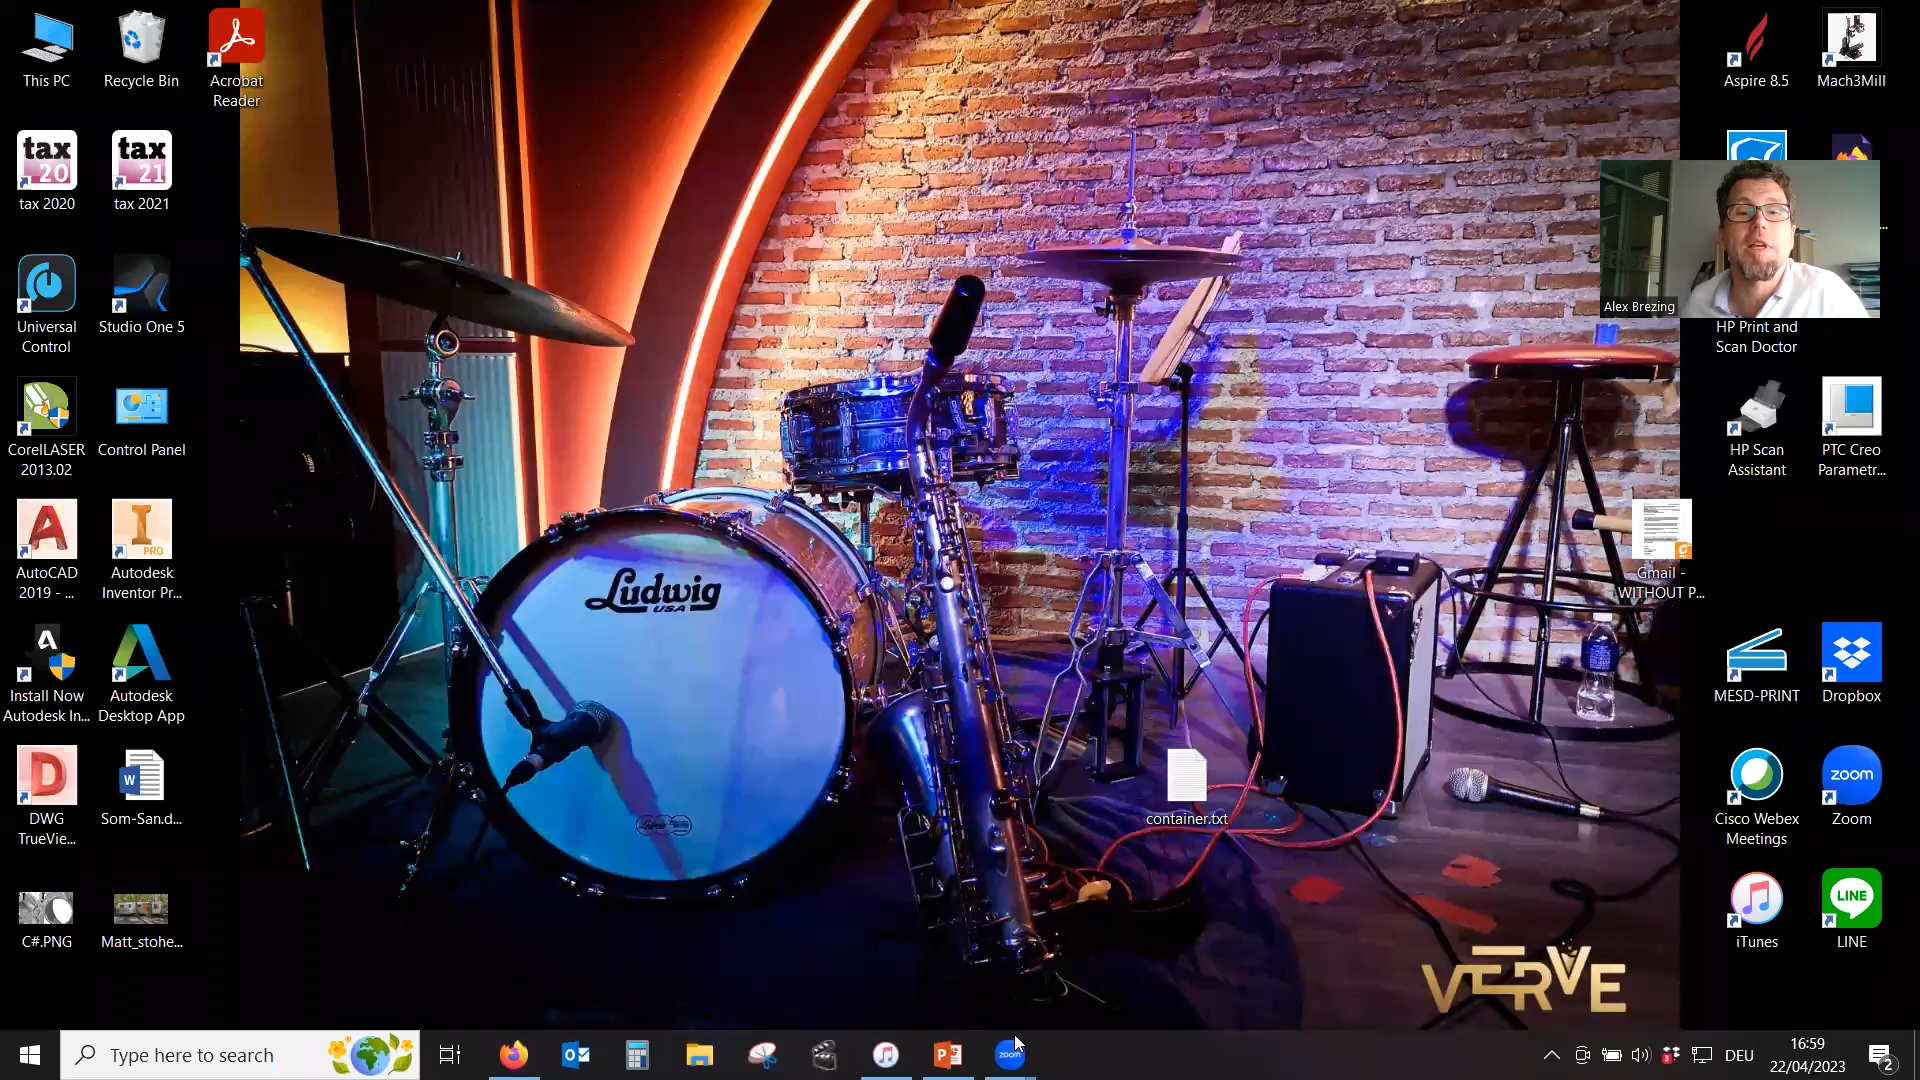 This PC
Recycle Bin
Acrobat
Reader
Aspire 8.5
Mach3Mill
tax
20
tax
21
tax 2020
tax 2021
Alex Brezing
Universal
Control
Studio One 5
HP Print and
Scan Doctor
CorelLASER
2013.02
Control Panel
HP Scan
Assistant
PTC Creo
Parametr...
PRO
AutoCAD
2019 - ...
Autodesk
Inventor Pr...
Gmail -
WITHOUT P...
Ludwig
USA
Install Now
Autodesk In...
Autodesk
Desktop App
MESD-PRINT
Dropbox
DWG
TrueVie...
Som-San.d...
container.txt
Cisco Webex
Meetings
zoom
Zoom
C#.PNG
Matt_stohe...
iTunes
LINE
LINE
VERVE
Type here to search
zoom
DEU
16:59
22/04/2023
2